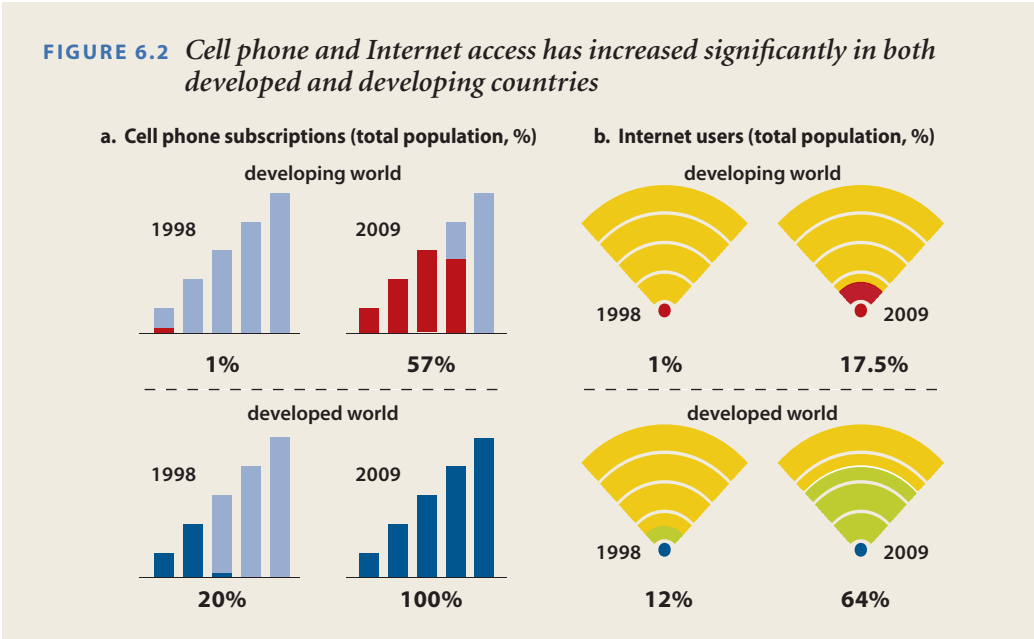 FIGURE 6.2 Cell phone and Internet access has increased significantly in both
developed and developing countries
a. Cell phone subscriptions (total population, %)
developing world
1998
2009
1%
57%
developed world
1998
2009
20%
100%
b. Internet users (total population, %)
developing world
1998
2009
1%
17.5%
developed world
1998
2009
12%
64%